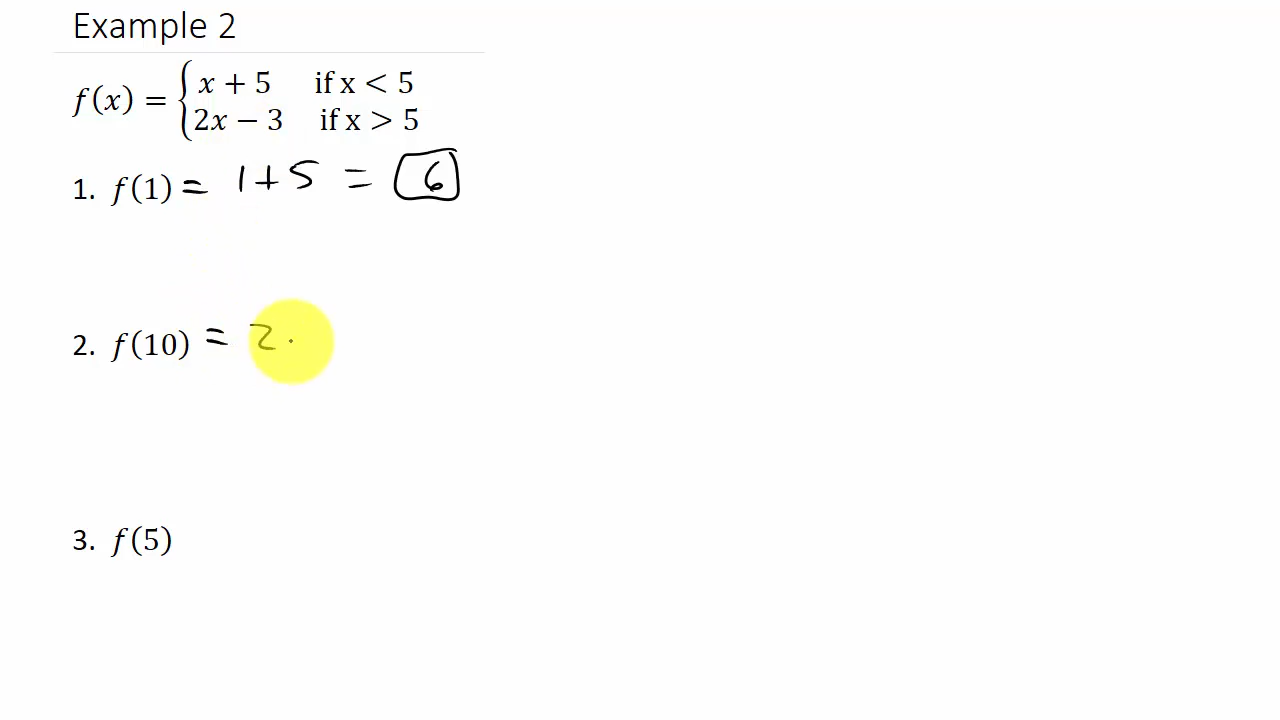 Example 2
f(x) = { x + 5 if x < 5
2x − 3 if x > 5
1. f(1) = 1+5 = 6
2. f(10) = 2·
3. f(5)